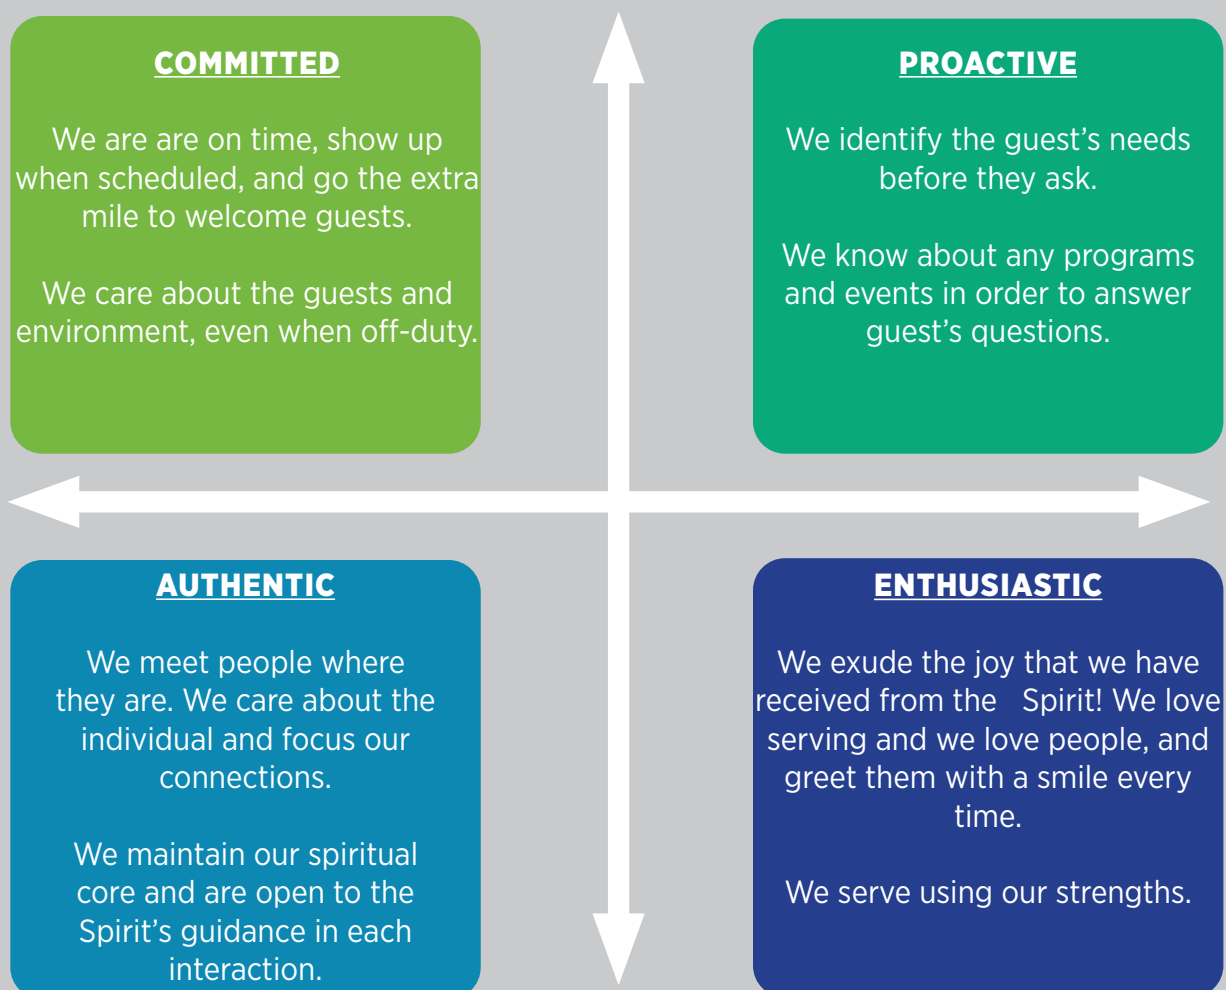 COMMITTED
We are are on time, show up
when scheduled, and go the extra
mile to welcome guests.
We care about the guests and
environment, even when off-duty.
PROACTIVE
We identify the guest’s needs
before they ask.
We know about any programs
and events in order to answer
guest’s questions.
AUTHENTIC
We meet people where
they are. We care about the
individual and focus our
connections.
We maintain our spiritual
core and are open to the
Spirit’s guidance in each
interaction.
ENTHUSIASTIC
We exude the joy that we have
received from the   Spirit! We love
serving and we love people, and
greet them with a smile every
time.
We serve using our strengths.